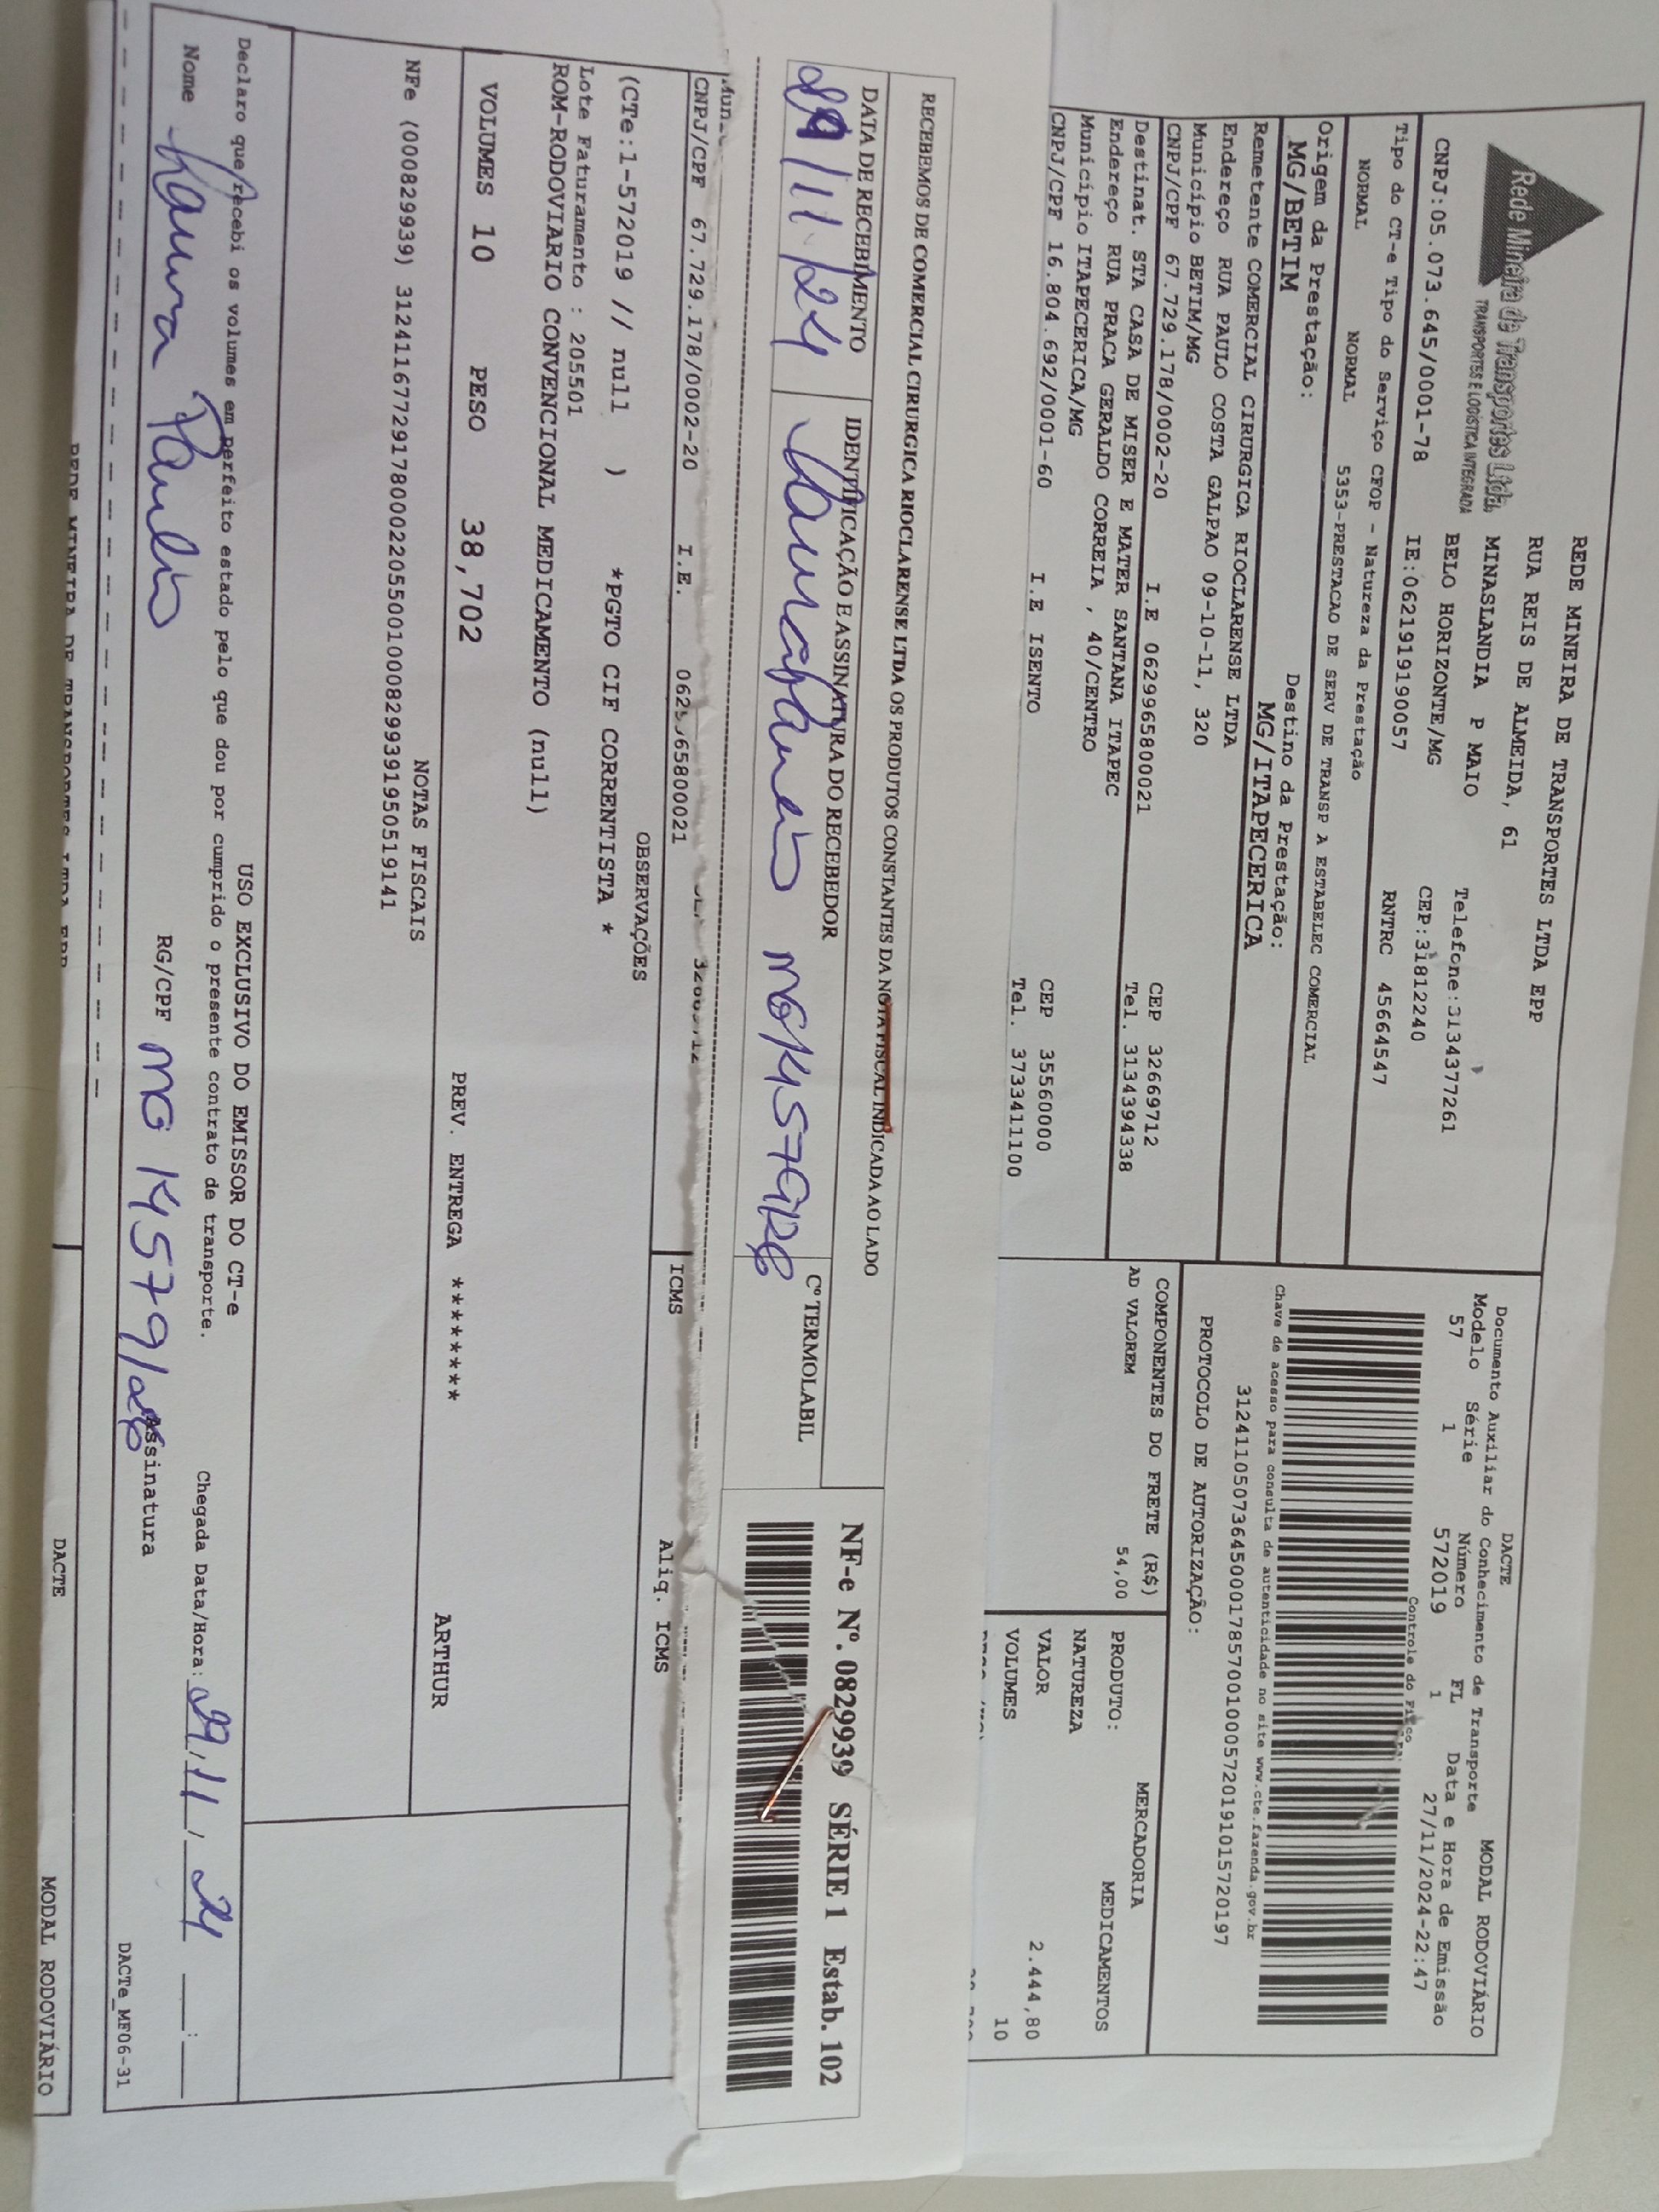 Rede Mineira de Transportes Ltda.
TRANSPORTES E LOGÍSTICA INTEGRADA
REDE MINEIRA DE TRANSPORTES LTDA EPP
RUA REIS DE ALMEIDA, 61
MINASLANDIA P MAIO
Telefone:3134377261
BELO HORIZONTE/MG
CEP:31812240
CNPJ:05.073.645/0001-78
IE:0621919190057
RNTRC 45664547
DACTE
MODAL RODOVIÁRIO
Documento Auxiliar do Conhecimento de Transporte
Modelo Série Número FL Data e Hora de Emissão
57 1 572019 1 27/11/2024-22:47
Controle do Fisco
Tipo do CT-e Tipo do Serviço CFOP - Natureza da Prestação
NORMAL NORMAL 5353-PRESTACAO DE SERV DE TRANSP A ESTABELEC COMERCIAL
Chave de acesso para consulta de autenticidade no site www.cte.fazenda.gov.br
31241105073645000178570010005720191015720197
Origem da Prestação: Destino da Prestação:
MG/BETIM MG/ITAPECERICA
PROTOCOLO DE AUTORIZAÇÃO:
Remetente COMERCIAL CIRURGICA RIOCLARENSE LTDA
Endereço RUA PAULO COSTA GALPAO 09-10-11, 320
Município BETIM/MG CEP 32669712
CNPJ/CPF 67.729.178/0002-20 I.E 0629965800021 Tel. 3134394338
Destinat. STA CASA DE MISER E MATER SANTANA ITAPEC
Endereço RUA PRACA GERALDO CORREIA , 40/CENTRO
Município ITAPECERICA/MG CEP 35560000
CNPJ/CPF 16.804.692/0001-60 I.E ISENTO Tel. 3733411100
COMPONENTES DO FRETE (R$)
AD VALOREM 54,00
MERCADORIA
PRODUTO: MEDICAMENTOS
NATUREZA
VALOR 2.444,80
VOLUMES 10
RECEBEMOS DE COMERCIAL CIRURGICA RIOCLARENSE LTDA OS PRODUTOS CONSTANTES DA NOTA FISCAL INDICADA AO LADO
DATA DE RECEBIMENTO IDENTIFICAÇÃO E ASSINATURA DO RECEBEDOR Cº TERMOLABIL
29/11/24
NF-e Nº. 0829939 SÉRIE 1 Estab. 102
CNPJ/CPF 67.729.178/0002-20 I.E.
ICMS Aliq. ICMS
OBSERVAÇÕES
(CTe:1-572019 // null ) *PGTO CIF CORRENTISTA *
Lote Faturamento : 205501
ROM-RODOVIARIO CONVENCIONAL MEDICAMENTO (null)
VOLUMES 10 PESO 38,702 PREV. ENTREGA ******** ARTHUR
NOTAS FISCAIS
NFe (000829939) 31241167729178000220550010008299391950519141
USO EXCLUSIVO DO EMISSOR DO CT-e
Declaro que recebi os volumes em perfeito estado pelo que dou por cumprido o presente contrato de transporte.
Chegada Data/Hora: 29/11/24
Nome RG/CPF MG Assinatura
DACTe_MF06-31
REDE MINEIRA DE TRANSPORTES LTDA EPP
DACTE
MODAL RODOVIÁRIO